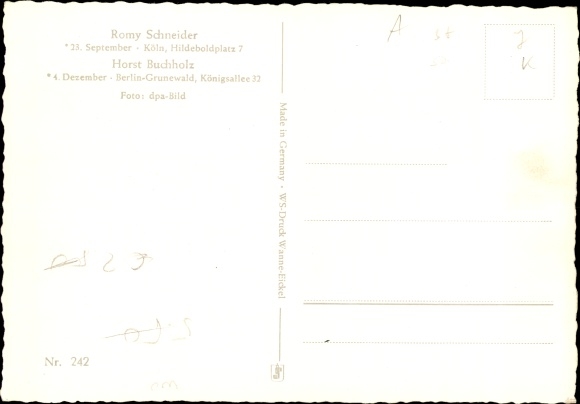 Romy Schneider
* 23. September - Köln, Hildeboldplatz 7
Horst Buchholz
* 4. Dezember - Berlin-Grunewald, Königsallee 32
Foto: dpa-Bild
Made in Germany - WS-Druck Wanne-Eickel
A
J
K
Nr. 242